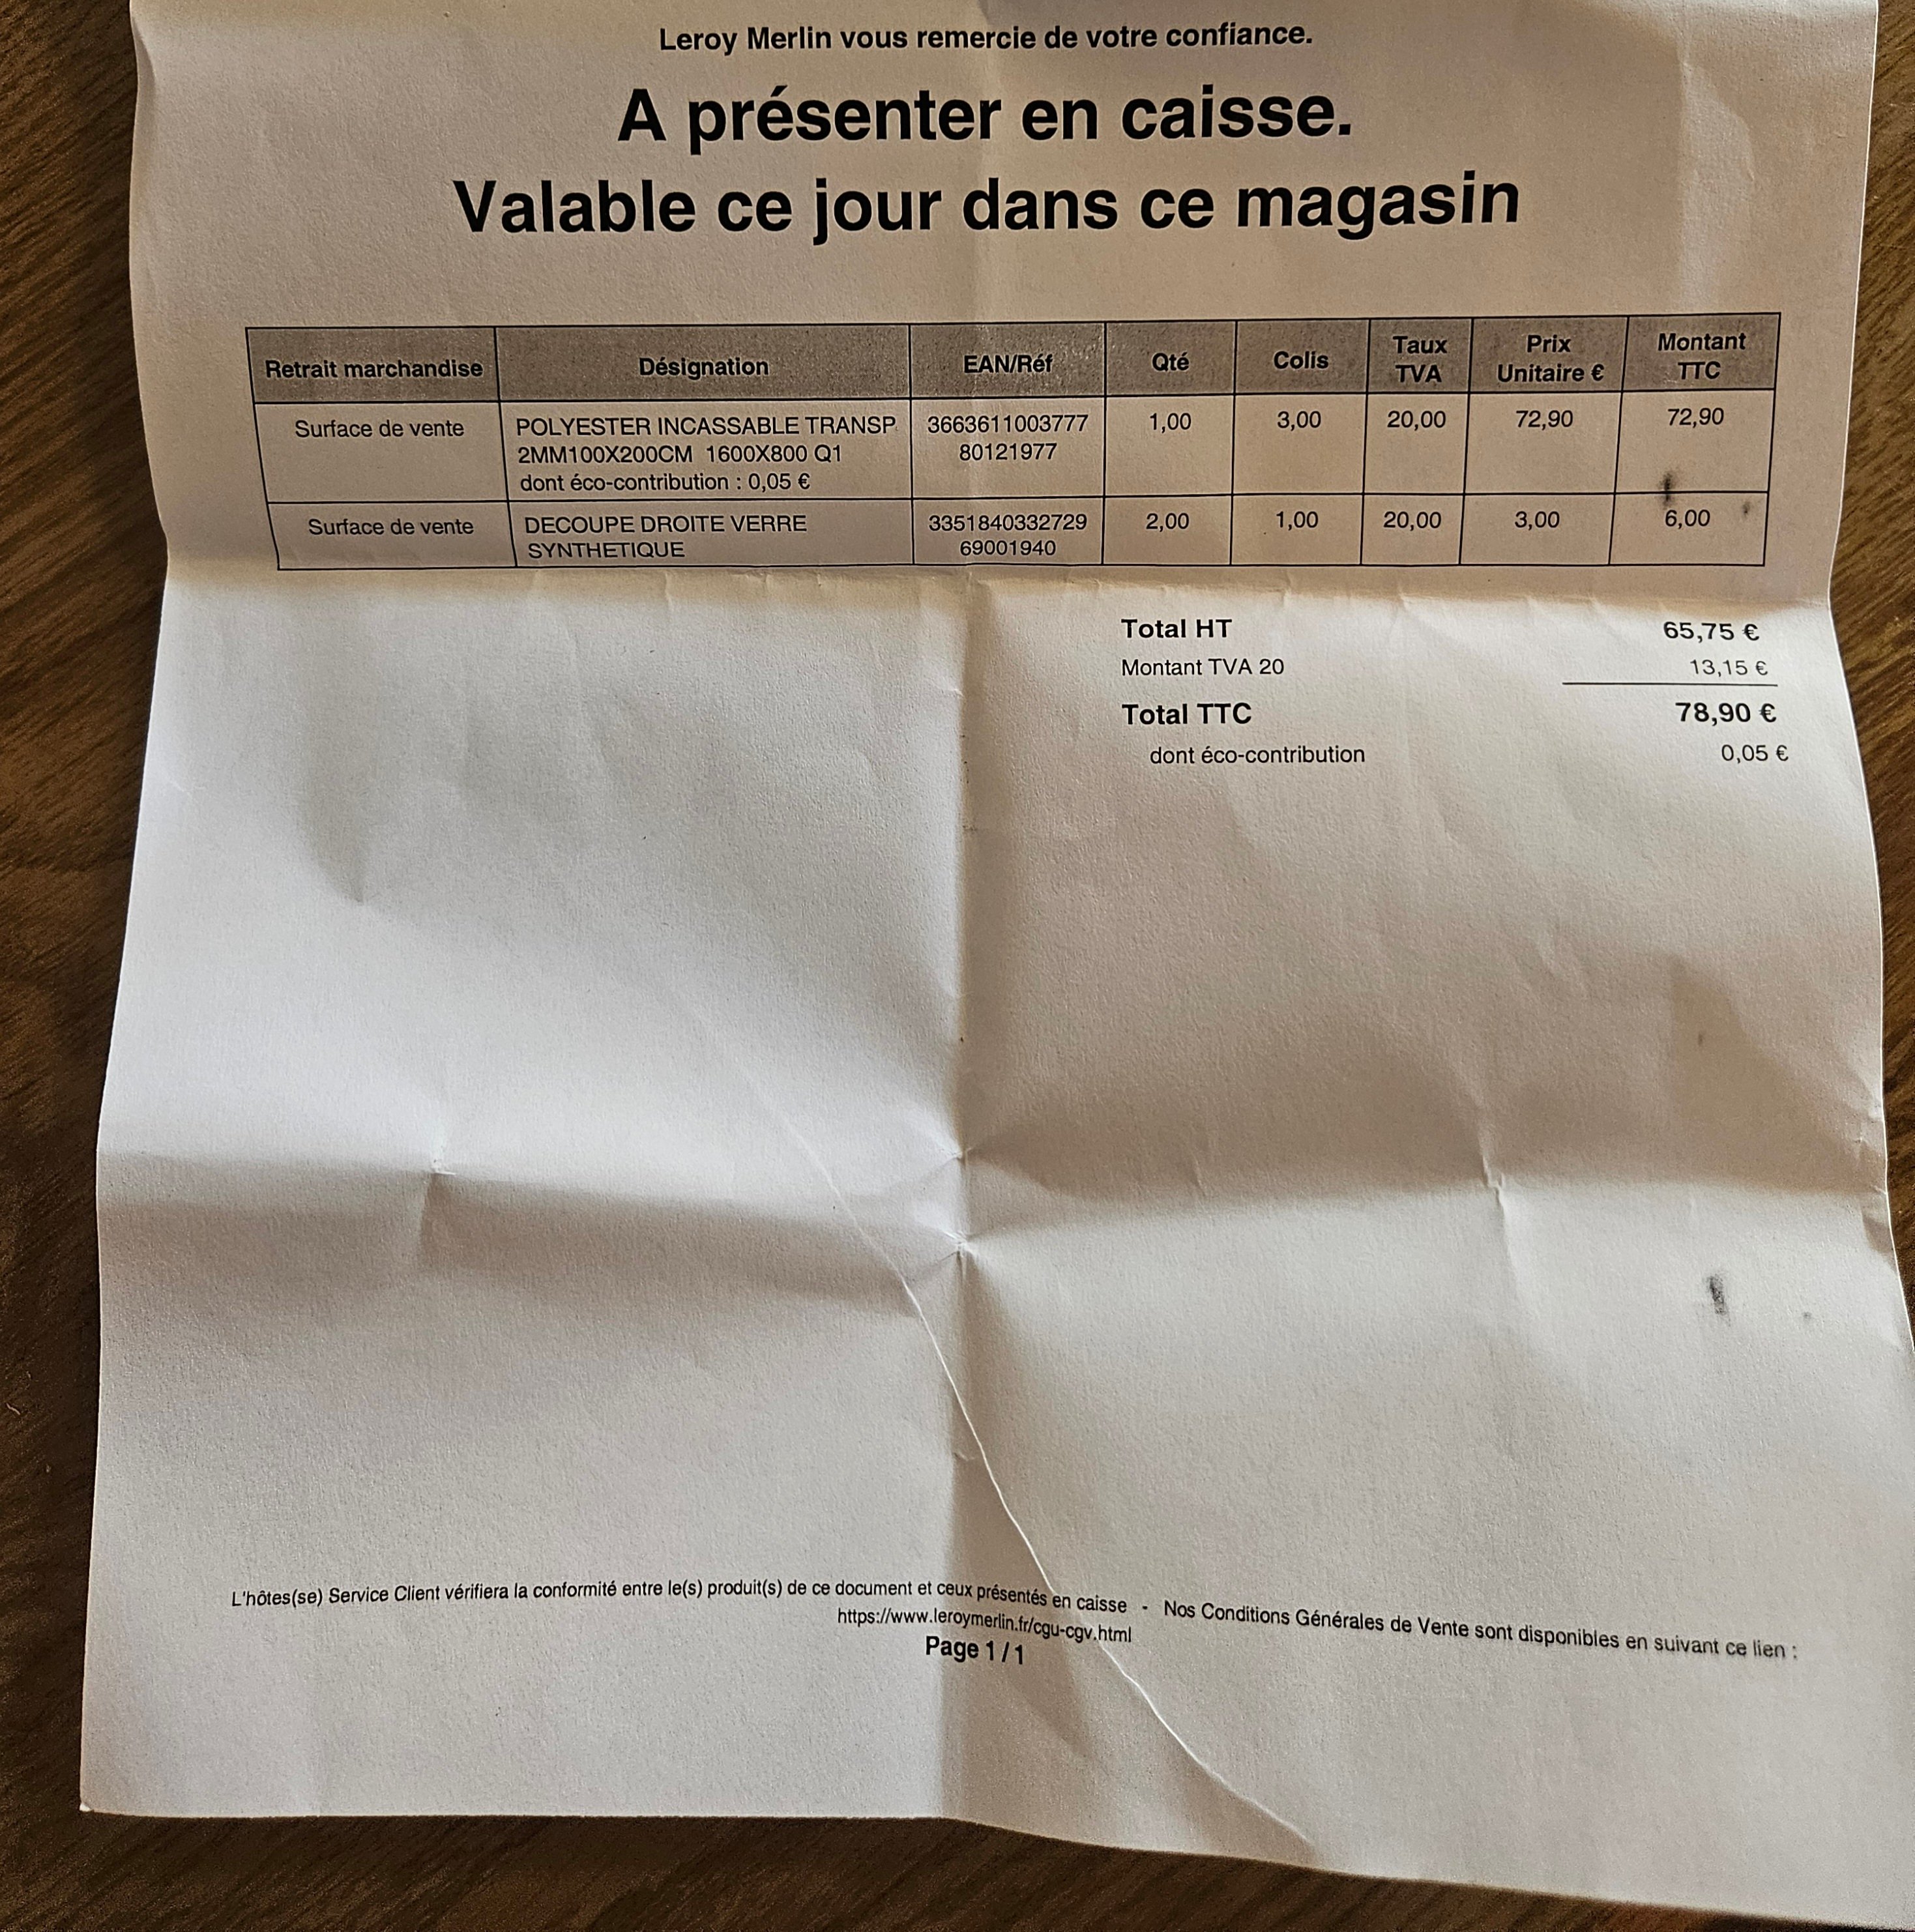 Leroy Merlin vous remercie de votre confiance.
A présenter en caisse.
Valable ce jour dans ce magasin
Retrait marchandise Désignation EAN/Réf Qté Colis Taux TVA Prix Unitaire € Montant TTC
Surface de vente POLYESTER INCASSABLE TRANSP 3663611003777 1,00 3,00 20,00 72,90 72,90
2MM100X200CM 1600X800 Q1 80121977
dont éco-contribution : 0,05 €
Surface de vente DECOUPE DROITE VERRE 3351840332729 2,00 1,00 20,00 3,00 6,00
SYNTHETIQUE 69001940
Total HT 65,75 €
Montant TVA 20 13,15 €
Total TTC 78,90 €
dont éco-contribution 0,05 €
L'hôtes(se) Service Client vérifiera la conformité entre le(s) produit(s) de ce document et ceux présentés en caisse - Nos Conditions Générales de Vente sont disponibles en suivant ce lien :
https://www.leroymerlin.fr/cgu-cgv.html
Page 1 / 1